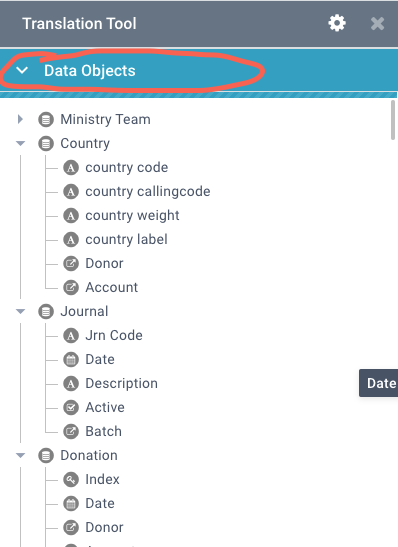 Translation Tool
Data Objects
Ministry Team
Country
country code
country callingcode
country weight
country label
Donor
Account
Journal
Jrn Code
Date
Description
Date
Active
Batch
Donation
Index
Date
Donor